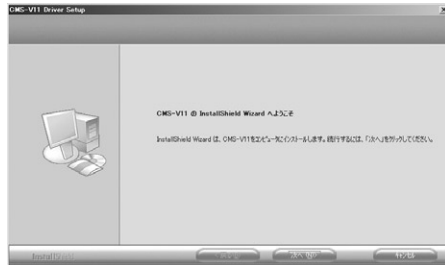 CMS-V11 Driver Setup
CMS-V11 の InstallShield Wizard へようこそ
InstallShield Wizard は、CMS-V11をコンピュータにインストールします。続行するには、「次へ」をクリックしてください。
InstallShield
キャンセル